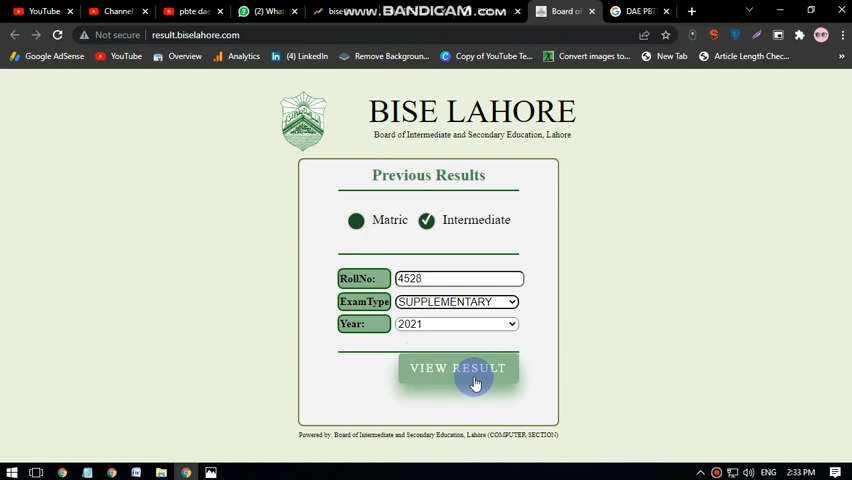 YouTube
Channel
pbte dae
(2) What
bise
www.BANDICAM.com
Board of
DAE PBT
Not secure
result.biselahore.com
Google AdSense
YouTube
Overview
Analytics
(4) LinkedIn
Remove Backgroun...
Copy of YouTube Te...
Convert images to...
New Tab
Article Length Chec...
BISE LAHORE
Board of Intermediate and Secondary Education, Lahore
Previous Results
Matric
Intermediate
RollNo:
4528
ExamType
SUPPLEMENTARY
Year:
2021
VIEW RESULT
Powered by: Board of Intermediate and Secondary Education, Lahore (COMPUTER SECTION)
ENG
2:33 PM